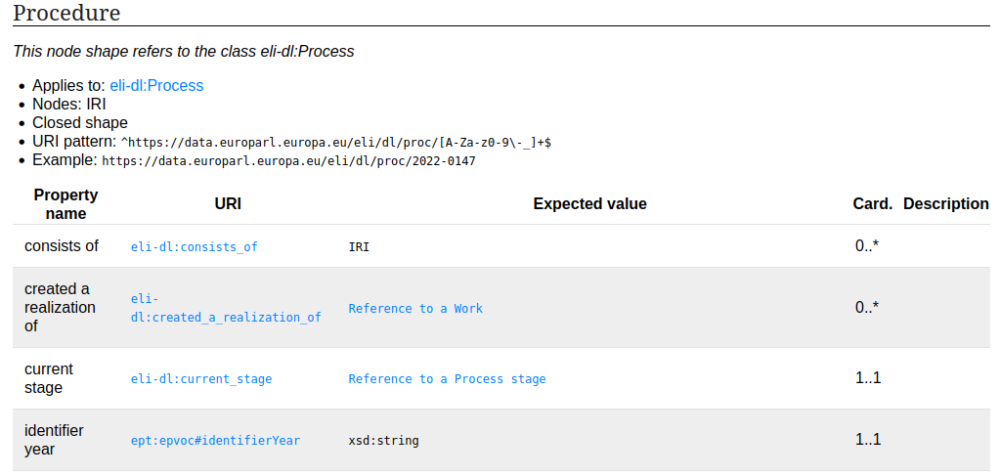 Procedure
This node shape refers to the class eli-dl:Process
• Applies to: eli-dl:Process
• Nodes: IRI
• Closed shape
• URI pattern: ^https://data.europarl.europa.eu/eli/dl/proc/[A-Za-z0-9\-_]+$
• Example: https://data.europarl.europa.eu/eli/dl/proc/2022-0147
Property name URI Expected value Card. Description
consists of eli-dl:consists_of IRI 0..*
created a realization of eli-dl:created_a_realization_of Reference to a Work 0..*
current stage eli-dl:current_stage Reference to a Process stage 1..1
identifier year ept:epvoc#identifierYear xsd:string 1..1